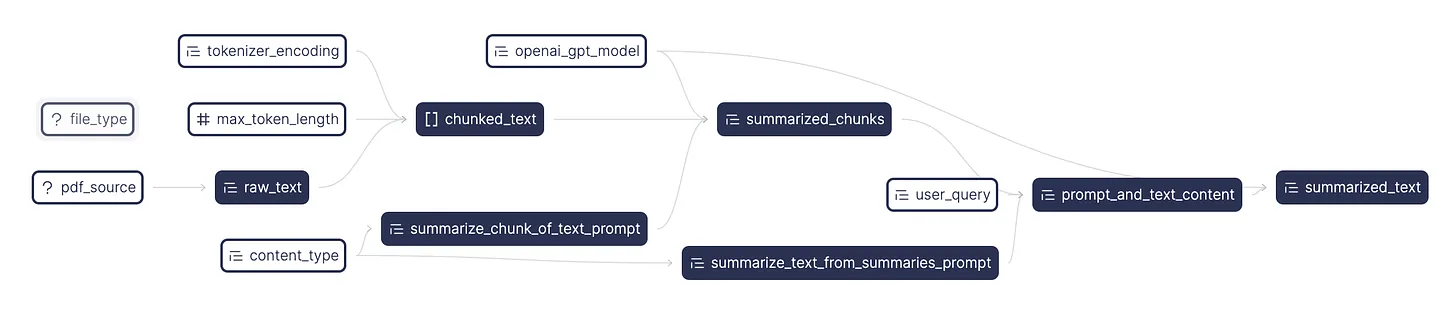 tokenizer_encoding
openai_gpt_model
? file_type
# max_token_length
[] chunked_text
summarized_chunks
? pdf_source
raw_text
user_query
prompt_and_text_content
summarized_text
summarize_chunk_of_text_prompt
content_type
summarize_text_from_summaries_prompt